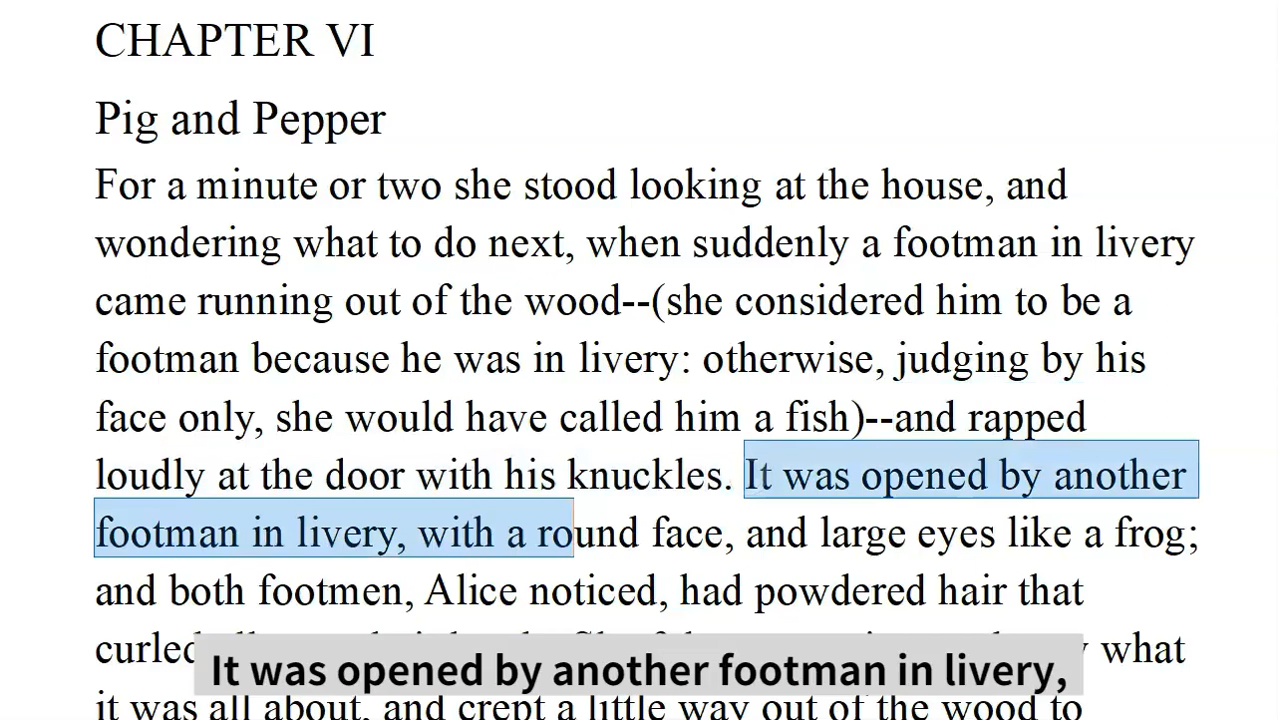 CHAPTER VI
Pig and Pepper
For a minute or two she stood looking at the house, and
wondering what to do next, when suddenly a footman in livery
came running out of the wood--(she considered him to be a
footman because he was in livery: otherwise, judging by his
face only, she would have called him a fish)--and rapped
loudly at the door with his knuckles. It was opened by another
footman in livery, with a round face, and large eyes like a frog;
and both footmen, Alice noticed, had powdered hair that
curled what
It was opened by another footman in livery,
it was all about, and crept a little way out of the wood to